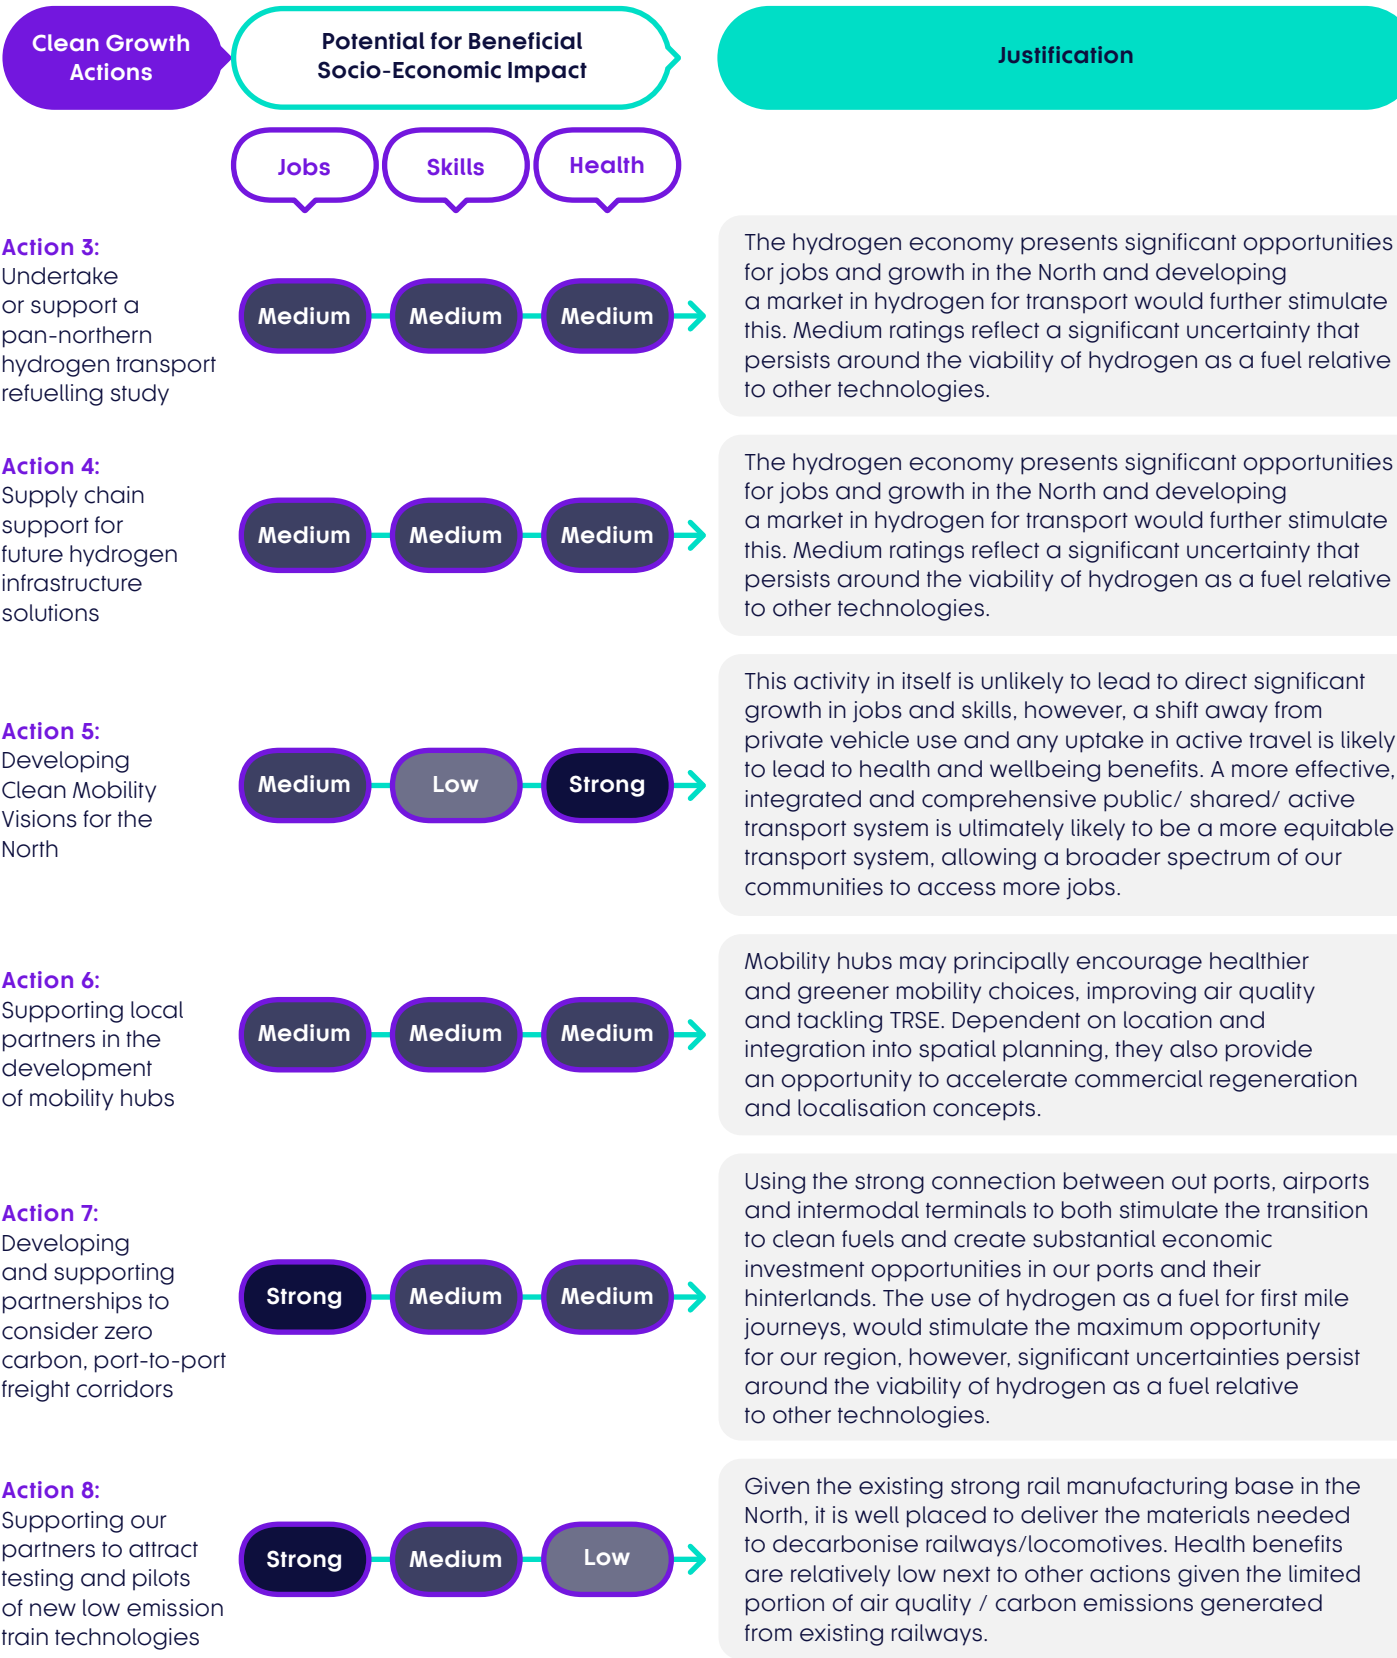 Clean Growth
Actions
Potential for Beneficial
Socio-Economic Impact
Justification
Jobs
Skills
Health
Action 3:
Undertake
or support a
pan-northern
hydrogen transport
refuelling study
Medium
Medium
Medium
The hydrogen economy presents significant opportunities
for jobs and growth in the North and developing
a market in hydrogen for transport would further stimulate
this. Medium ratings reflect a significant uncertainty that
persists around the viability of hydrogen as a fuel relative
to other technologies.
Action 4:
Supply chain
support for
future hydrogen
infrastructure
solutions
Medium
Medium
Medium
The hydrogen economy presents significant opportunities
for jobs and growth in the North and developing
a market in hydrogen for transport would further stimulate
this. Medium ratings reflect a significant uncertainty that
persists around the viability of hydrogen as a fuel relative
to other technologies.
Action 5:
Developing
Clean Mobility
Visions for the
North
Medium
Low
Strong
This activity in itself is unlikely to lead to direct significant
growth in jobs and skills, however, a shift away from
private vehicle use and any uptake in active travel is likely
to lead to health and wellbeing benefits. A more effective,
integrated and comprehensive public/ shared/ active
transport system is ultimately likely to be a more equitable
transport system, allowing a broader spectrum of our
communities to access more jobs.
Action 6:
Supporting local
partners in the
development
of mobility hubs
Medium
Medium
Medium
Mobility hubs may principally encourage healthier
and greener mobility choices, improving air quality
and tackling TRSE. Dependent on location and
integration into spatial planning, they also provide
an opportunity to accelerate commercial regeneration
and localisation concepts.
Action 7:
Developing
and supporting
partnerships to
consider zero
carbon, port-to-port
freight corridors
Strong
Medium
Medium
Using the strong connection between out ports, airports
and intermodal terminals to both stimulate the transition
to clean fuels and create substantial economic
investment opportunities in our ports and their
hinterlands. The use of hydrogen as a fuel for first mile
journeys, would stimulate the maximum opportunity
for our region, however, significant uncertainties persist
around the viability of hydrogen as a fuel relative
to other technologies.
Action 8:
Supporting our
partners to attract
testing and pilots
of new low emission
train technologies
Strong
Medium
Low
Given the existing strong rail manufacturing base in the
North, it is well placed to deliver the materials needed
to decarbonise railways/locomotives. Health benefits
are relatively low next to other actions given the limited
portion of air quality / carbon emissions generated
from existing railways.